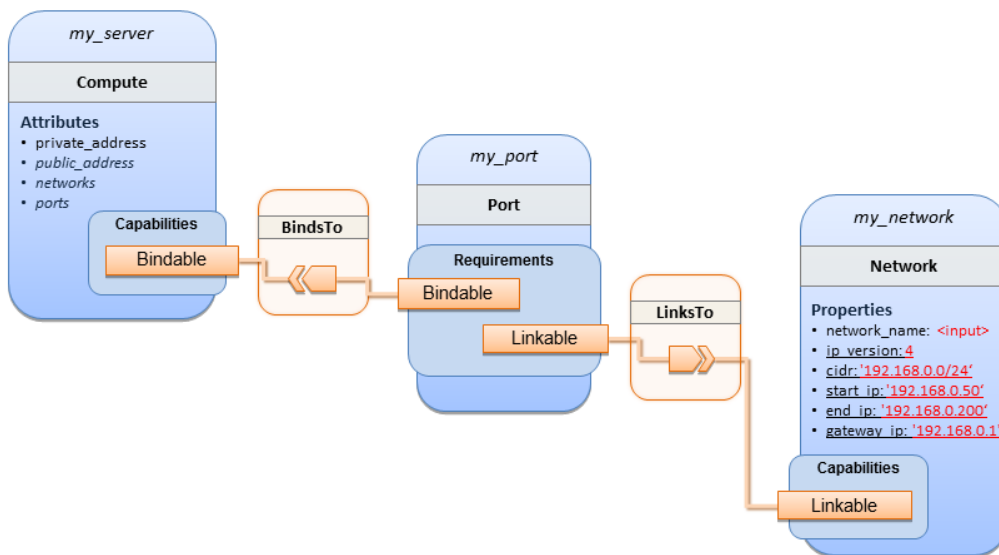 my_server
Compute
Attributes
• private_address
• public_address
• networks
• ports
Capabilities
Bindable
BindsTo
my_port
Port
Requirements
Bindable
Linkable
LinksTo
my_network
Network
Properties
• network_name: <input>
• ip_version: 4
• cidr: '192.168.0.0/24‘
• start_ip: '192.168.0.50‘
• end_ip: '192.168.0.200‘
• gateway_ip: '192.168.0.1'
Capabilities
Linkable